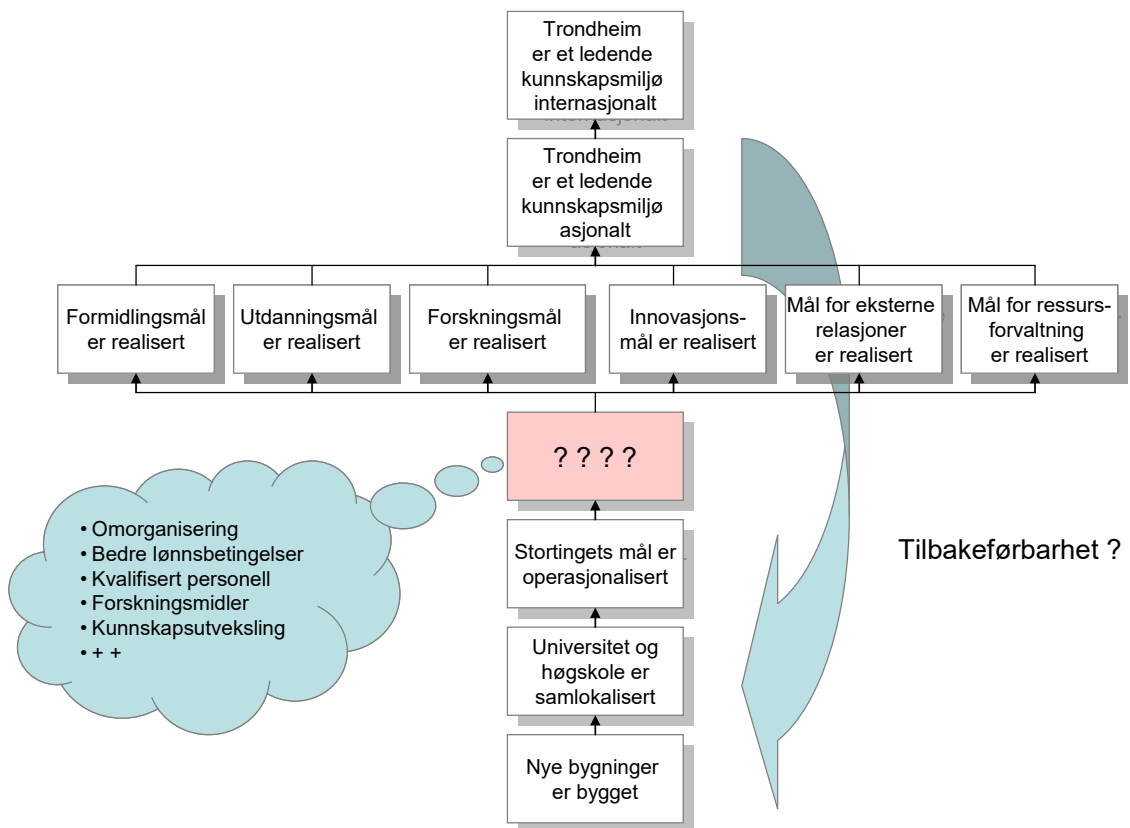 Trondheim
er et ledende
kunnskapsmiljø
internasjonalt
Trondheim
er et ledende
kunnskapsmiljø
asjonalt
Formidlingsmål
er realisert
Utdanningsmål
er realisert
Forskningsmål
er realisert
Innovasjons-
mål er realisert
Mål for eksterne
relasjoner
er realisert
Mål for ressurs-
forvaltning
er realisert
? ? ? ?
• Omorganisering
• Bedre lønnsbetingelser
• Kvalifisert personell
• Forskningsmidler
• Kunnskapsutveksling
• + +
Stortingets mål er
operasjonalisert
Tilbakeførbarhet ?
Universitet og
høgskole er
samlokalisert
Nye bygninger
er bygget